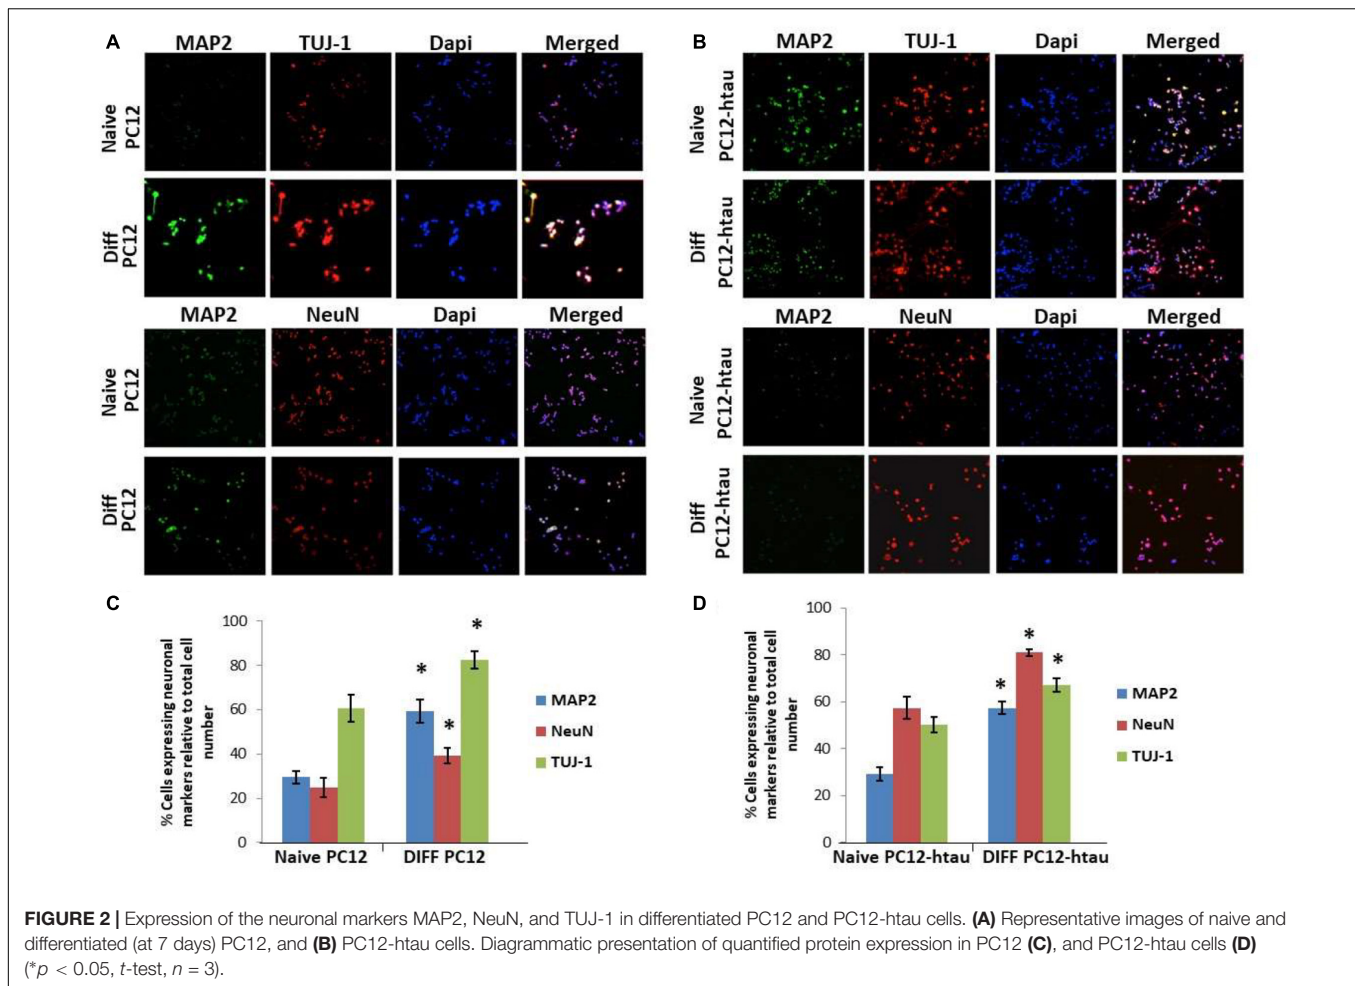 A
MAP2 TUJ-1 Dapi Merged
Naive PC12
Diff PC12
MAP2 NeuN Dapi Merged
Naive PC12
Diff PC12
B
MAP2 TUJ-1 Dapi Merged
Naive PC12-htau
Diff PC12-htau
MAP2 NeuN Dapi Merged
Naive PC12-htau
Diff PC12-htau
C
% Cells expressing neuronal
markers relative to total cell
number
100
80
60
40
20
0
* * *
Naive PC12 DIFF PC12
MAP2
NeuN
TUJ-1
D
% Cells expressing neuronal
markers relative to total cell
number
100
80
60
40
20
0
* * *
Naive PC12-htau DIFF PC12-htau
MAP2
NeuN
TUJ-1
FIGURE 2 | Expression of the neuronal markers MAP2, NeuN, and TUJ-1 in differentiated PC12 and PC12-htau cells. (A) Representative images of naive and
differentiated (at 7 days) PC12, and (B) PC12-htau cells. Diagrammatic presentation of quantified protein expression in PC12 (C), and PC12-htau cells (D)
(*p < 0.05, t-test, n = 3).